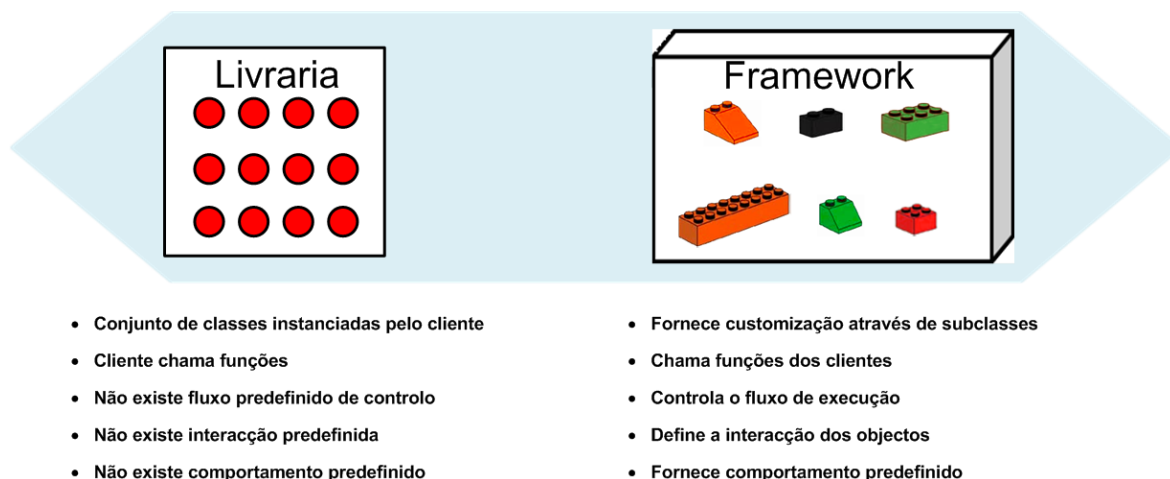 Livraria
Framework
• Conjunto de classes instanciadas pelo cliente
• Cliente chama funções
• Não existe fluxo predefinido de controlo
• Não existe interacção predefinida
• Não existe comportamento predefinido
• Fornece customização através de subclasses
• Chama funções dos clientes
• Controla o fluxo de execução
• Define a interacção dos objectos
• Fornece comportamento predefinido